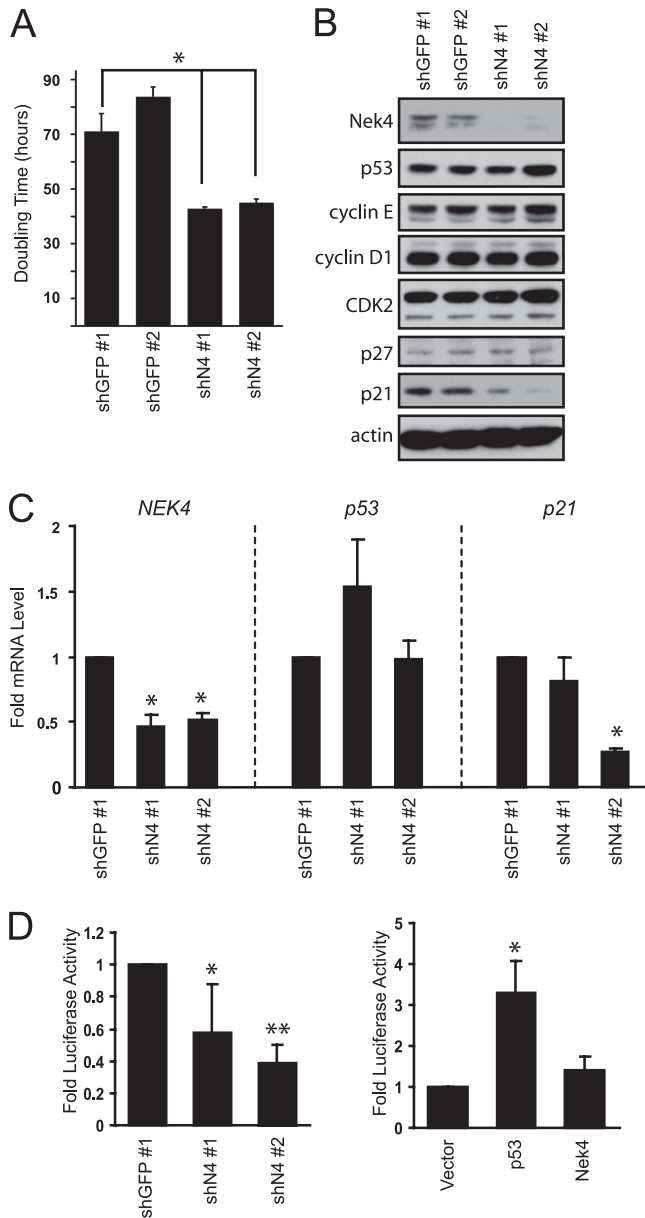 A
*
90
70
50
30
10
Doubling Time (hours)
shGFP #1
shGFP #2
shN4 #1
shN4 #2
B
shGFP #1
shGFP #2
shN4 #1
shN4 #2
Nek4
p53
cyclin E
cyclin D1
CDK2
p27
p21
actin
C
NEK4
p53
p21
2
1.5
1
0.5
0
Fold mRNA Level
*
*
*
shGFP #1
shN4 #1
shN4 #2
shGFP #1
shN4 #1
shN4 #2
shGFP #1
shN4 #1
shN4 #2
D
1.2
1
0.8
0.6
0.4
0.2
0
Fold Luciferase Activity
*
**
shGFP #1
shN4 #1
shN4 #2
5
4
3
2
1
0
Fold Luciferase Activity
*
Vector
p53
Nek4